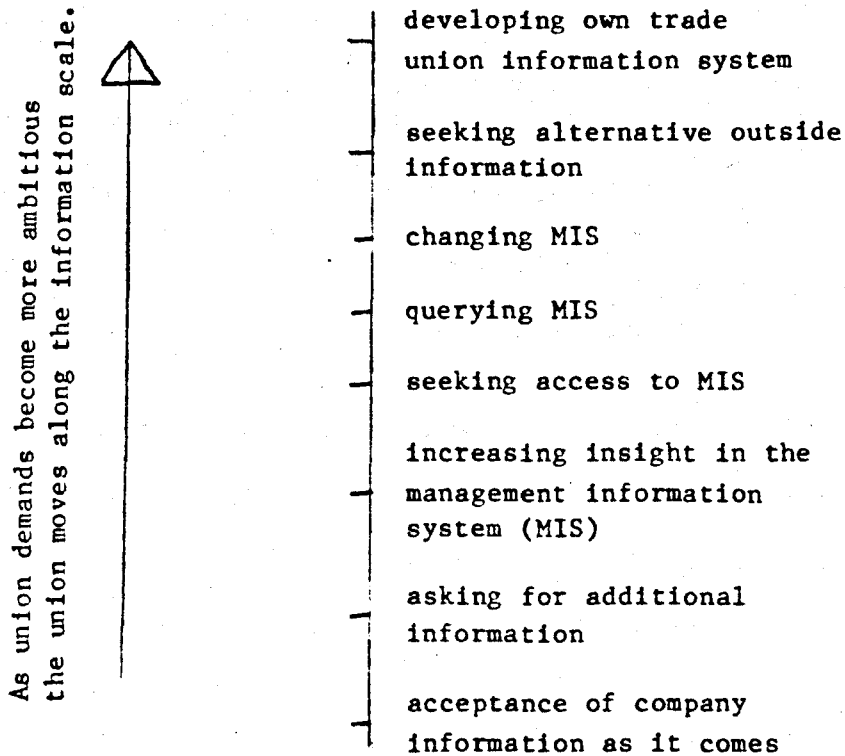 As union demands become more ambitious
the union moves along the information scale.
developing own trade
union information system
seeking alternative outside
information
changing MIS
querying MIS
seeking access to MIS
increasing insight in the
management information
system (MIS)
asking for additional
information
acceptance of company
information as it comes